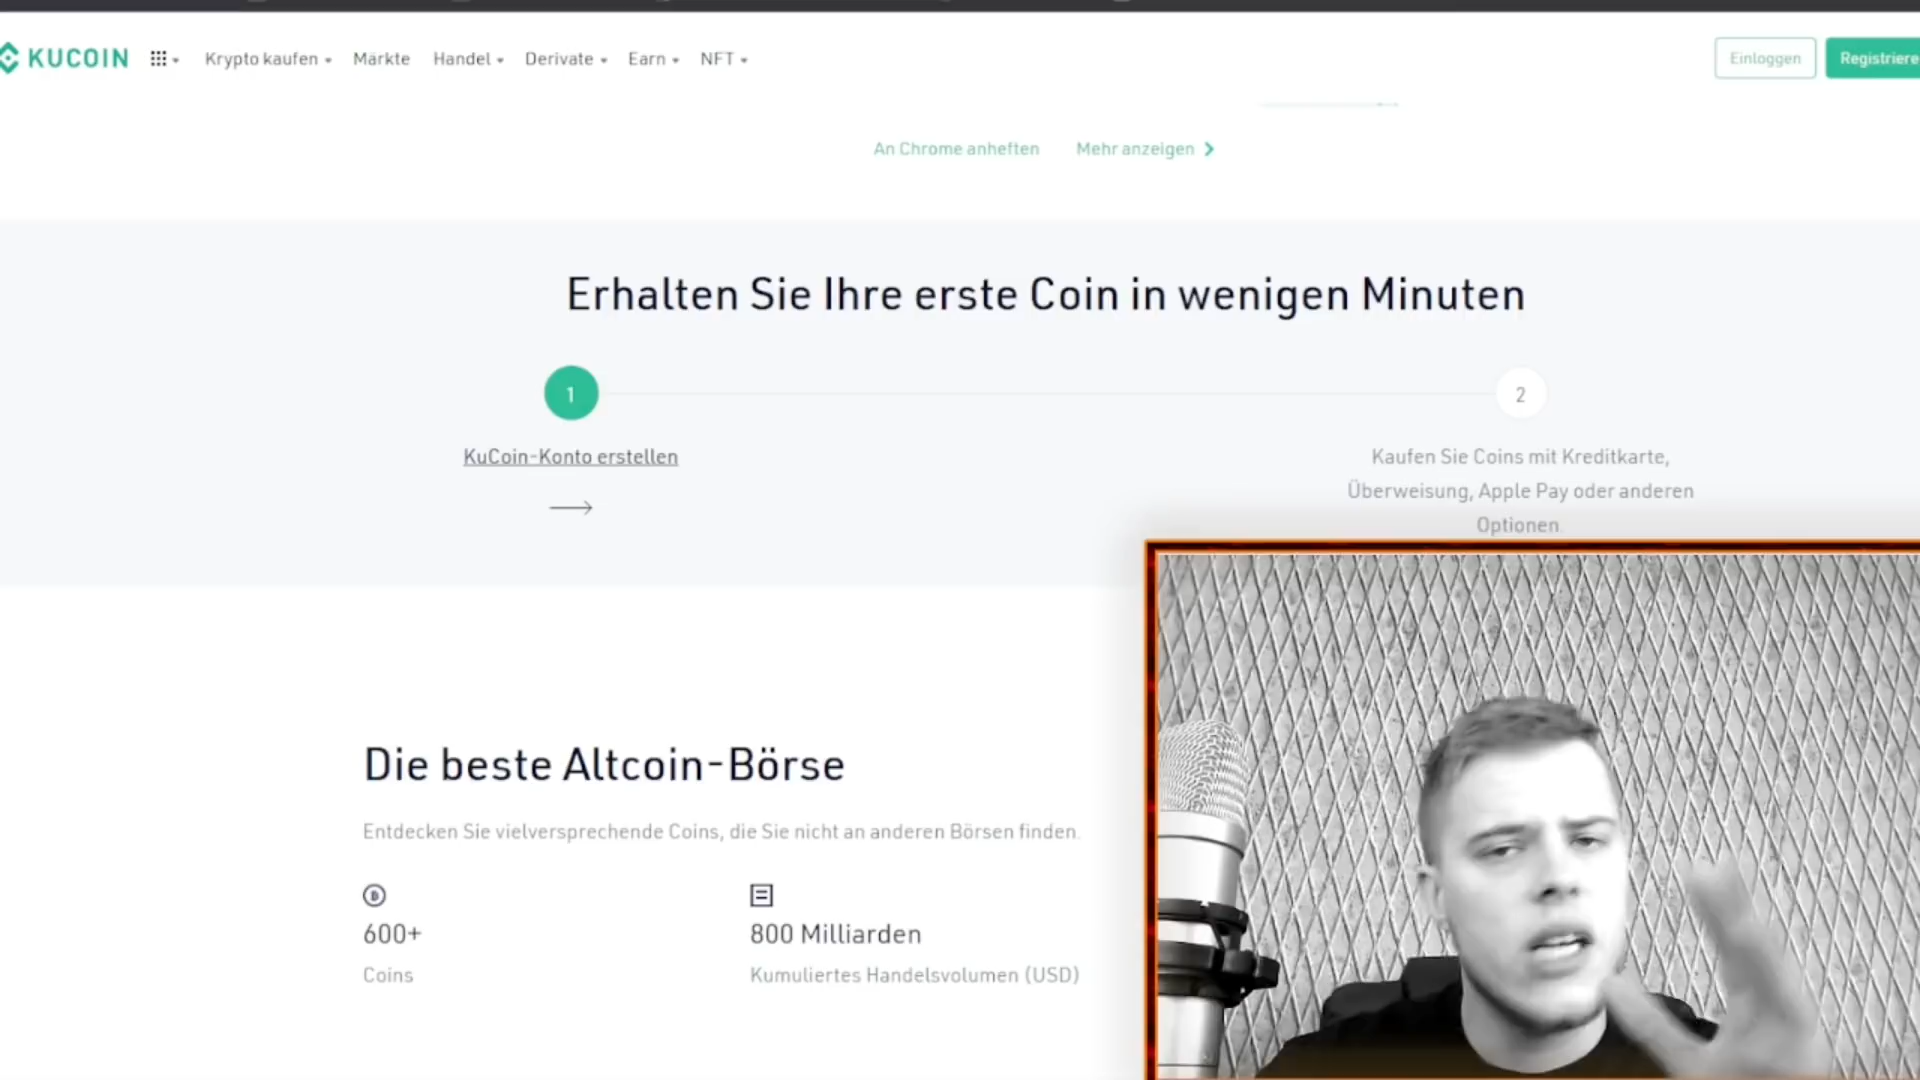 KUCOIN
Krypto kaufen
Märkte
Handel
Derivate
Earn
NFT
Einloggen
Registriere
An Chrome anheften
Mehr anzeigen
Erhalten Sie Ihre erste Coin in wenigen Minuten
1
2
KuCoin-Konto erstellen
Kaufen Sie Coins mit Kreditkarte,
Überweisung, Apple Pay oder anderen
Optionen.
Die beste Altcoin-Börse
Entdecken Sie vielversprechende Coins, die Sie nicht an anderen Börsen finden.
600+
Coins
800 Milliarden
Kumuliertes Handelsvolumen (USD)